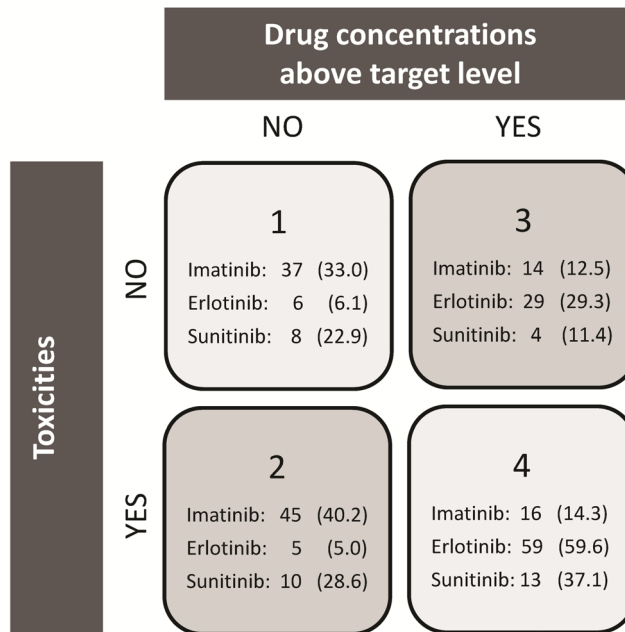 Drug concentrations
above target level
NO
YES
Toxicities
NO
1
Imatinib: 37 (33.0)
Erlotinib: 6 (6.1)
Sunitinib: 8 (22.9)
3
Imatinib: 14 (12.5)
Erlotinib: 29 (29.3)
Sunitinib: 4 (11.4)
YES
2
Imatinib: 45 (40.2)
Erlotinib: 5 (5.0)
Sunitinib: 10 (28.6)
4
Imatinib: 16 (14.3)
Erlotinib: 59 (59.6)
Sunitinib: 13 (37.1)